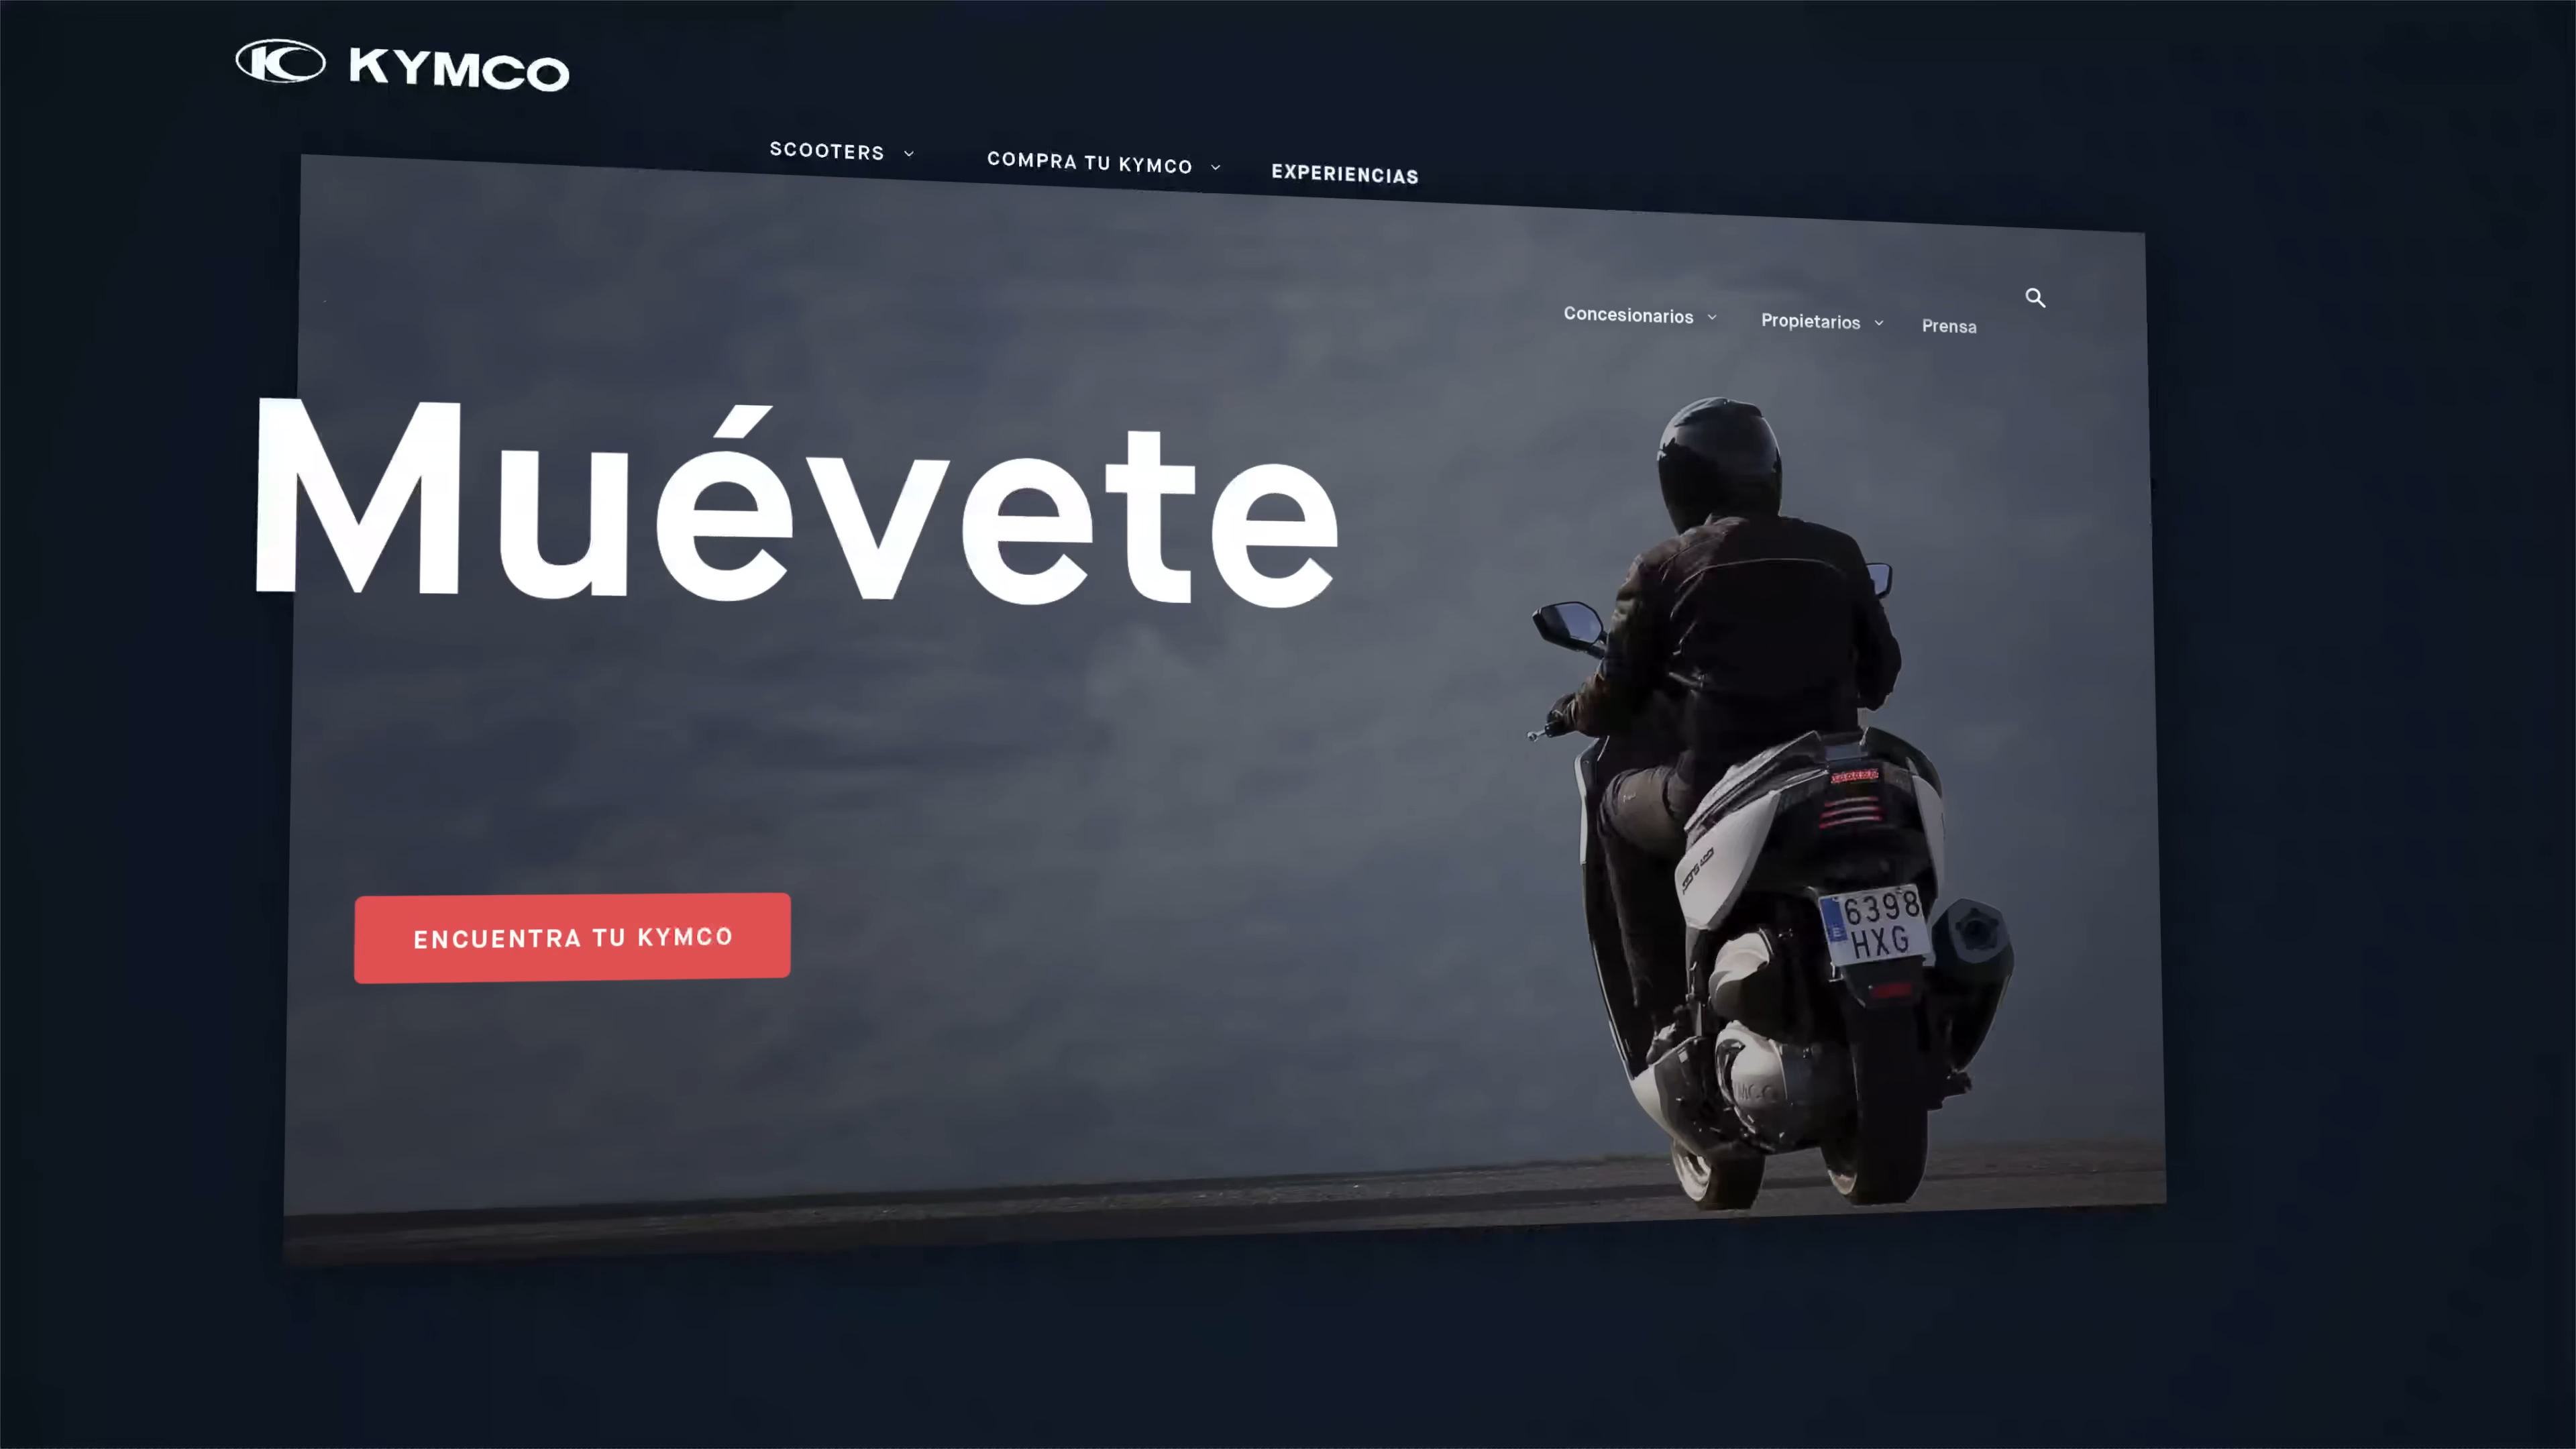 KYMCO
SCOOTERS
COMPRA TU KYMCO
EXPERIENCIAS
Concesionarios
Propietarios
Prensa
Muévete
ENCUENTRA TU KYMCO
6398
HXG